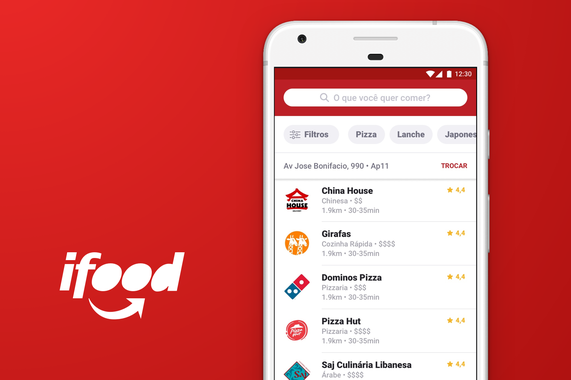 ifood
12:30
O que você quer comer?
Filtros
Pizza
Lanche
Japones
Av Jose Bonifacio, 990 • Ap11
TROCAR
CHINA
HOUSE
China House
4,4
Chinesa • $$
1.9km • 30-35min
Girafas
4,4
Cozinha Rápida • $$$$
1.9km • 30-35min
Dominos Pizza
4,4
Pizzaria • $$$
1.9km • 30-35min
Pizza Hut
Pizza Hut
4,4
Pizzaria • $$$$
1.9km • 30-35min
Saj Culinária Libanesa
4,4
Árabe • $$$$